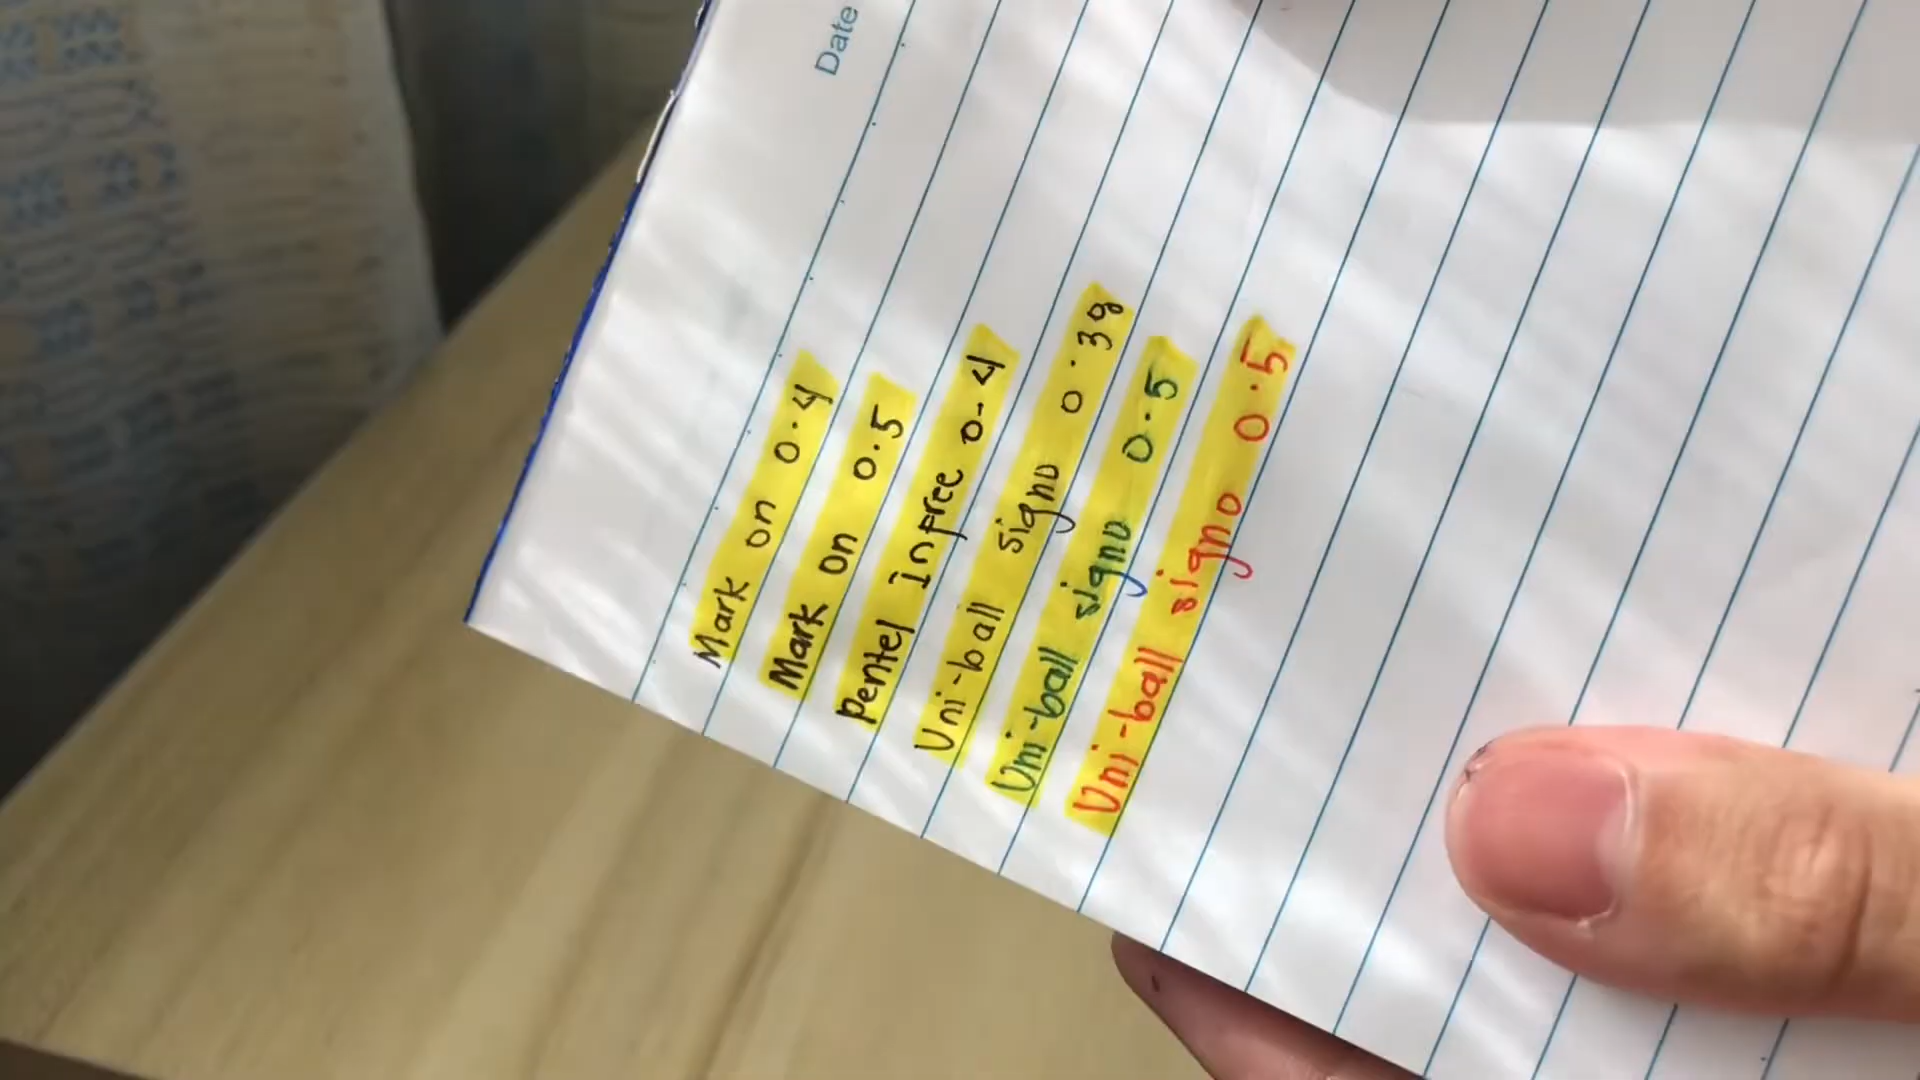 Date
Mark on 0.4
Mark on 0.5
Pentel Infree 0.4
Uni-ball signo 0.38
Uni-ball signo 0.5
Uni-ball signo 0.5